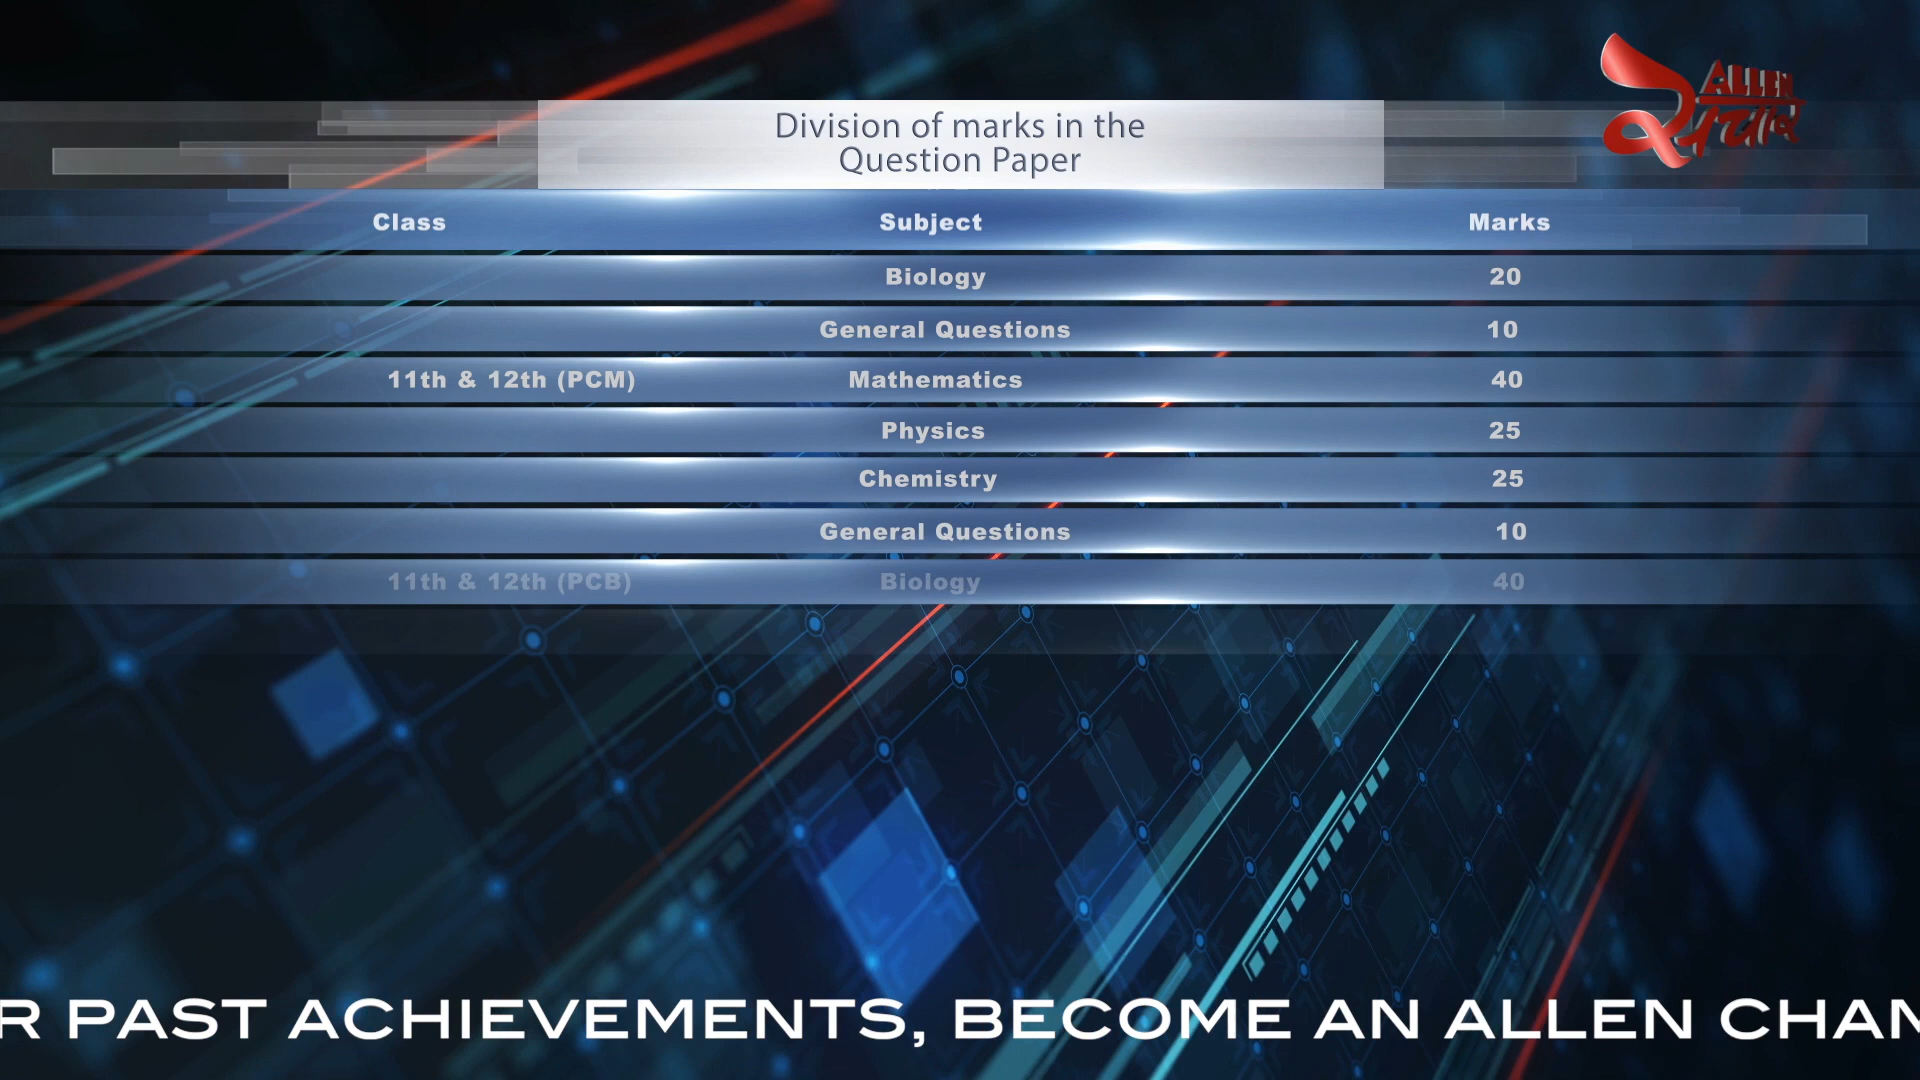 ALLEN
संचार
Division of marks in the
Question Paper
Class Subject Marks
Biology 20
General Questions 10
11th & 12th (PCM) Mathematics 40
Physics 25
Chemistry 25
General Questions 10
11th & 12th (PCB) Biology 40
R PAST ACHIEVEMENTS, BECOME AN ALLEN CHAN